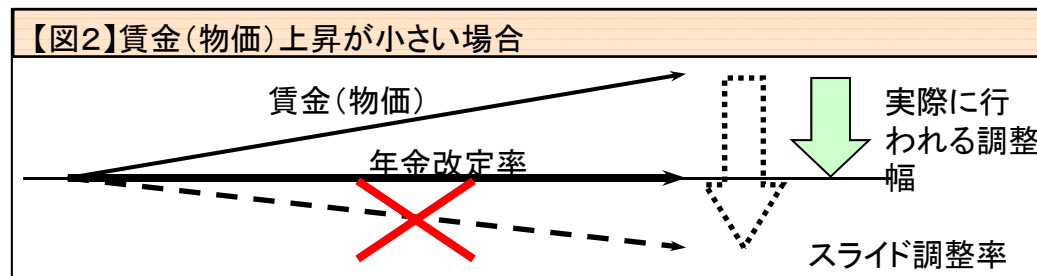 【図2】賃金(物価)上昇が小さい場合
賃金(物価)
年金改定率
実際に行
われる調整
幅
スライド調整率